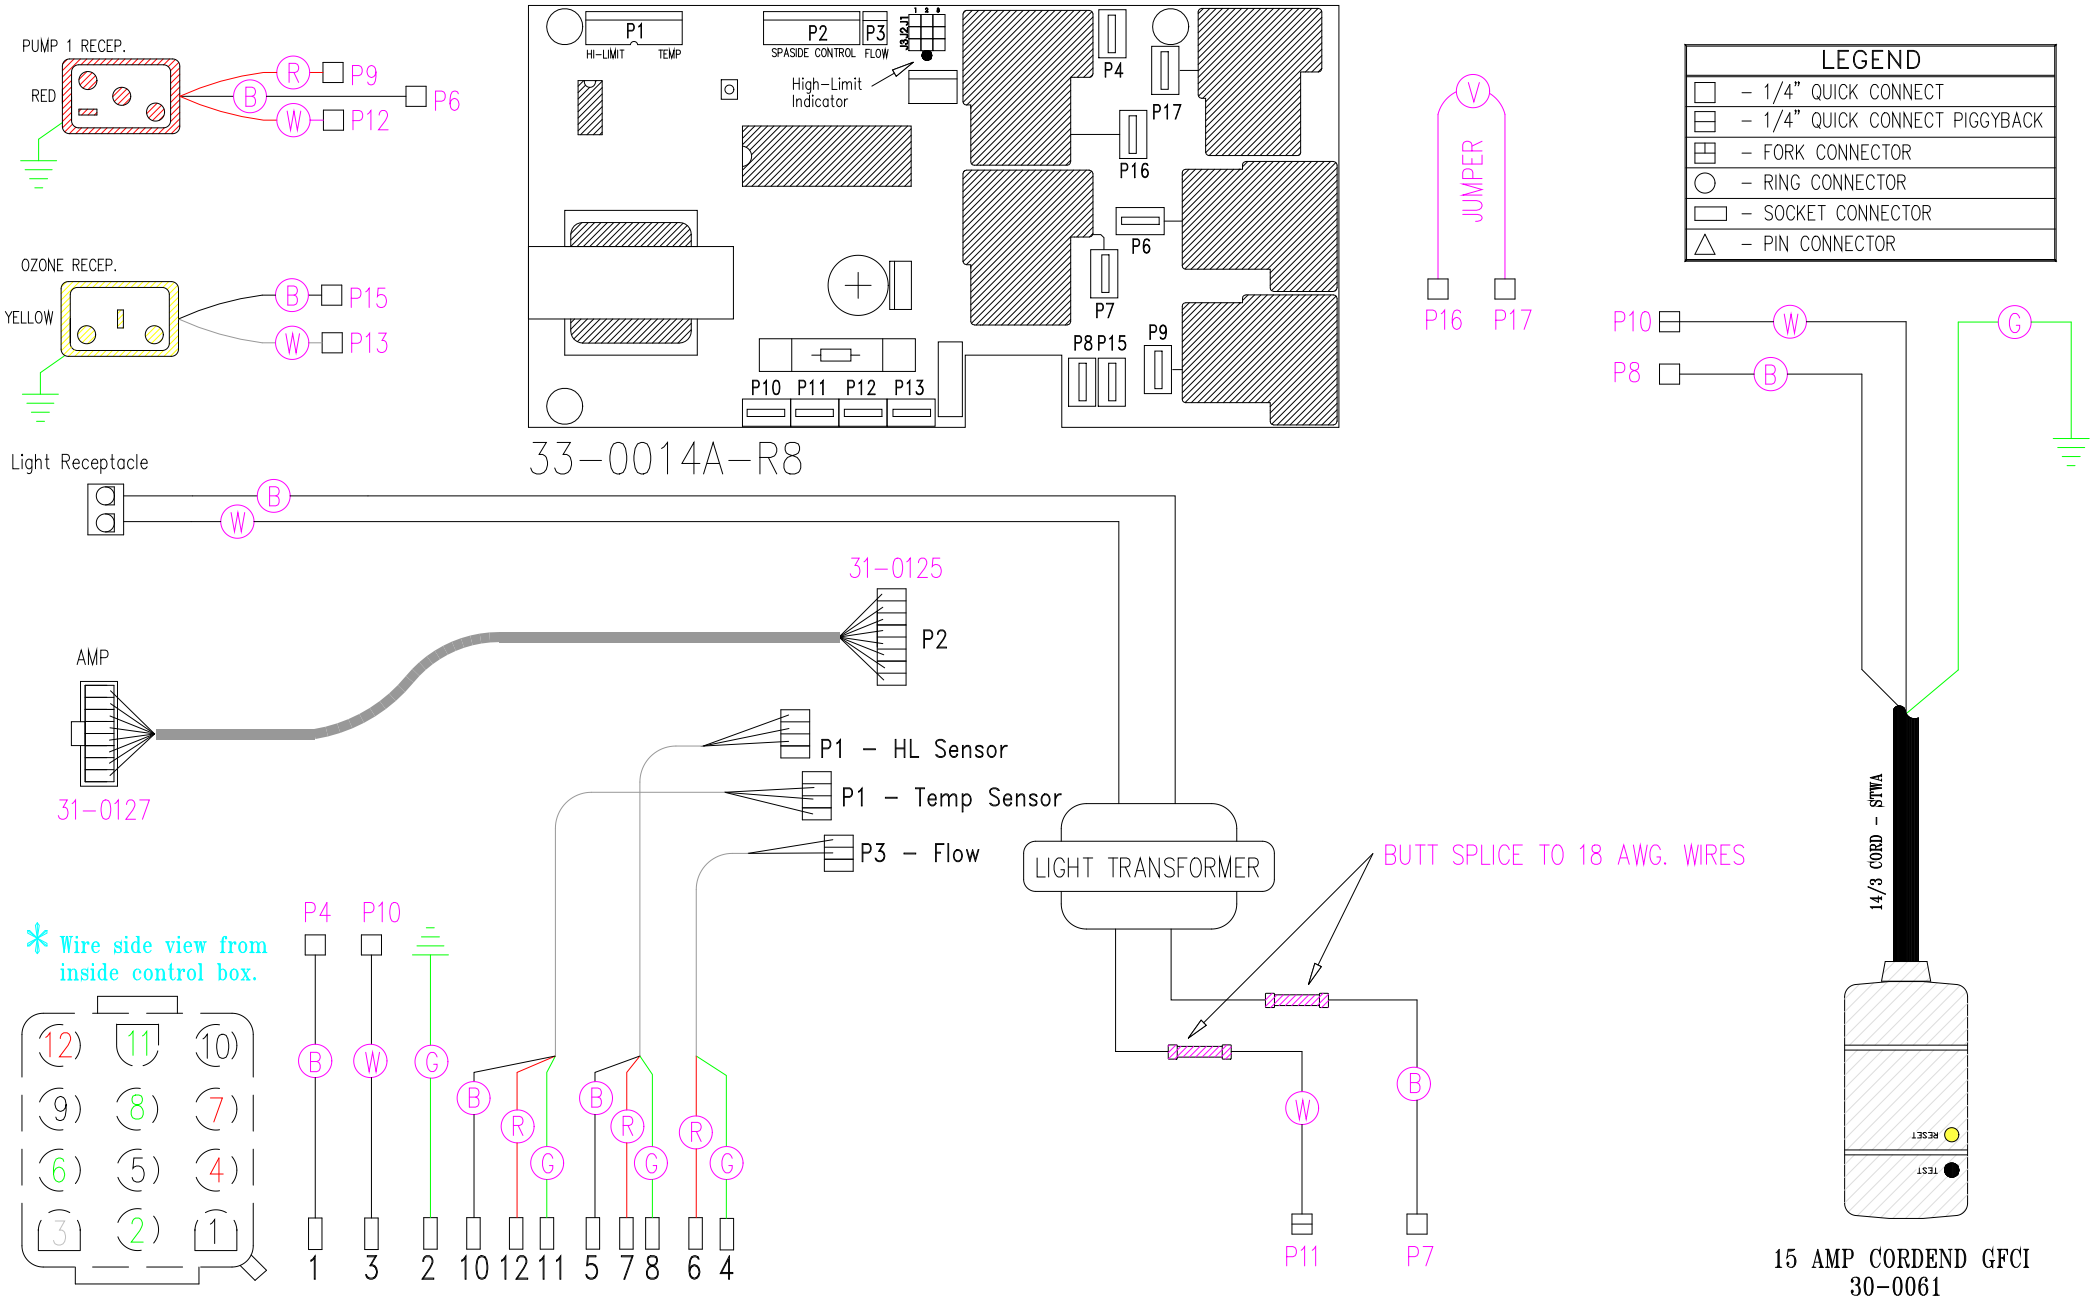 PUMP 1 RECEP.
RED
R
P9
B
P6
W
P12
OZONE RECEP.
YELLOW
B
P15
W
P13
P1
HI-LIMIT
TEMP
P2
SPASIDE CONTROL
P3
FLOW
1 2 3
J3 J2 J1
High-Limit
Indicator
P4
P17
P16
P6
P7
P8
P15
P9
P10
P11
P12
P13
33-0014A-R8
V
JUMPER
P16
P17
LEGEND
- 1/4" QUICK CONNECT
- 1/4" QUICK CONNECT PIGGYBACK
- FORK CONNECTOR
- RING CONNECTOR
- SOCKET CONNECTOR
- PIN CONNECTOR
P10
W
G
P8
B
Light Receptacle
B
W
31-0125
P2
AMP
31-0127
P1 - HL Sensor
P1 - Temp Sensor
P3 - Flow
LIGHT TRANSFORMER
BUTT SPLICE TO 18 AWG. WIRES
14/3 CORD - STWA
* Wire side view from
inside control box.
12
11
10
9
8
7
6
5
4
3
2
1
P4
P10
B
W
G
B
R
G
B
R
G
R
G
1
3
2
10
12
11
5
7
8
6
4
W
B
P11
P7
RESET
TEST
15 AMP CORDEND GFCI
30-0061